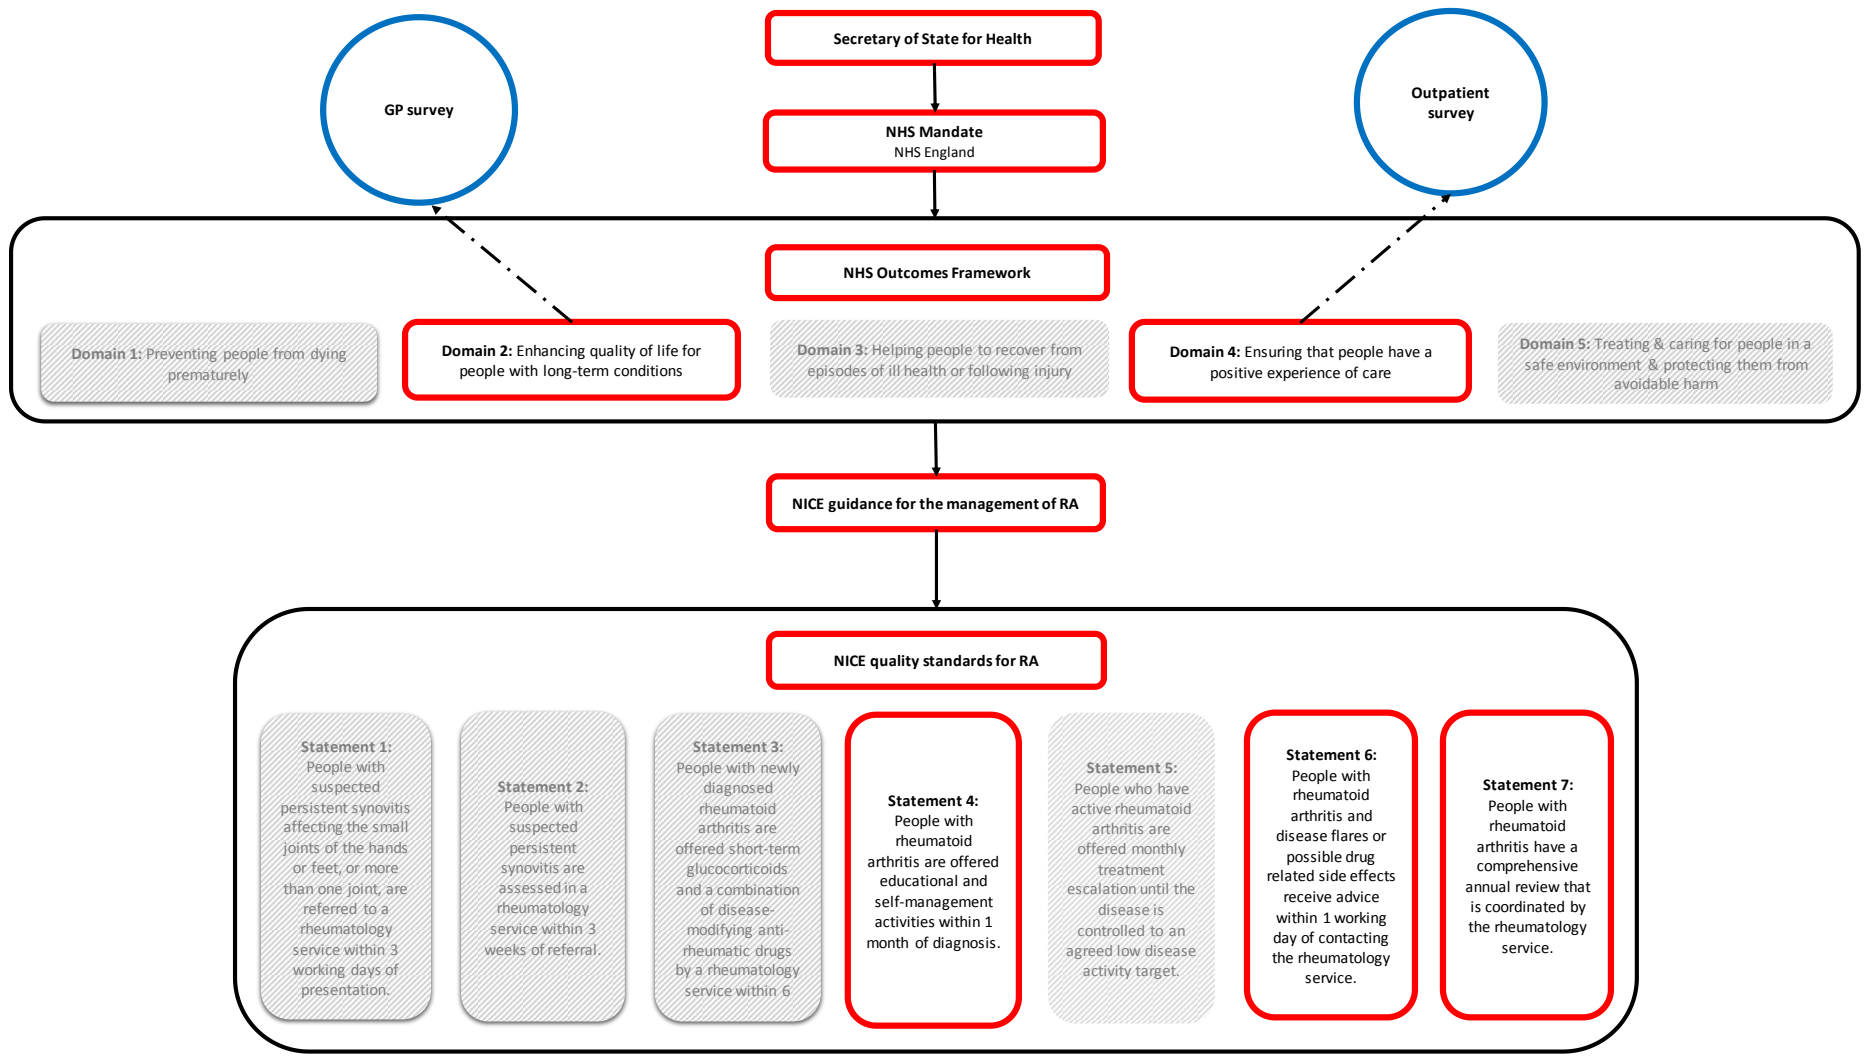 GP survey
Secretary of State for Health
Outpatient
survey
NHS Mandate
NHS England
NHS Outcomes Framework
Domain 1: Preventing people from dying
prematurely
Domain 2: Enhancing quality of life for
people with long-term conditions
Domain 3: Helping people to recover from
episodes of ill health or following injury
Domain 4: Ensuring that people have a
positive experience of care
Domain 5: Treating & caring for people in a
safe environment & protecting them from
avoidable harm
NICE guidance for the management of RA
NICE quality standards for RA
Statement 1:
People with
suspected
persistent synovitis
affecting the small
joints of the hands
or feet, or more
than one joint, are
referred to a
rheumatology
service within 3
working days of
presentation.
Statement 2:
People with
suspected
persistent
synovitis are
assessed in a
rheumatology
service within 3
weeks of referral.
Statement 3:
People with newly
diagnosed
rheumatoid
arthritis are
offered short-term
glucocorticoids
and a combination
of disease-
modifying anti-
rheumatic drugs
by a rheumatology
service within 6
Statement 4:
People with
rheumatoid
arthritis are offered
educational and
self-management
activities within 1
month of diagnosis.
Statement 5:
People who have
active rheumatoid
arthritis are
offered monthly
treatment
escalation until the
disease is
controlled to an
agreed low disease
activity target.
Statement 6:
People with
rheumatoid
arthritis and
disease flares or
possible drug
related side effects
receive advice
within 1 working
day of contacting
the rheumatology
service.
Statement 7:
People with
rheumatoid
arthritis have a
comprehensive
annual review that
is coordinated by
the rheumatology
service.